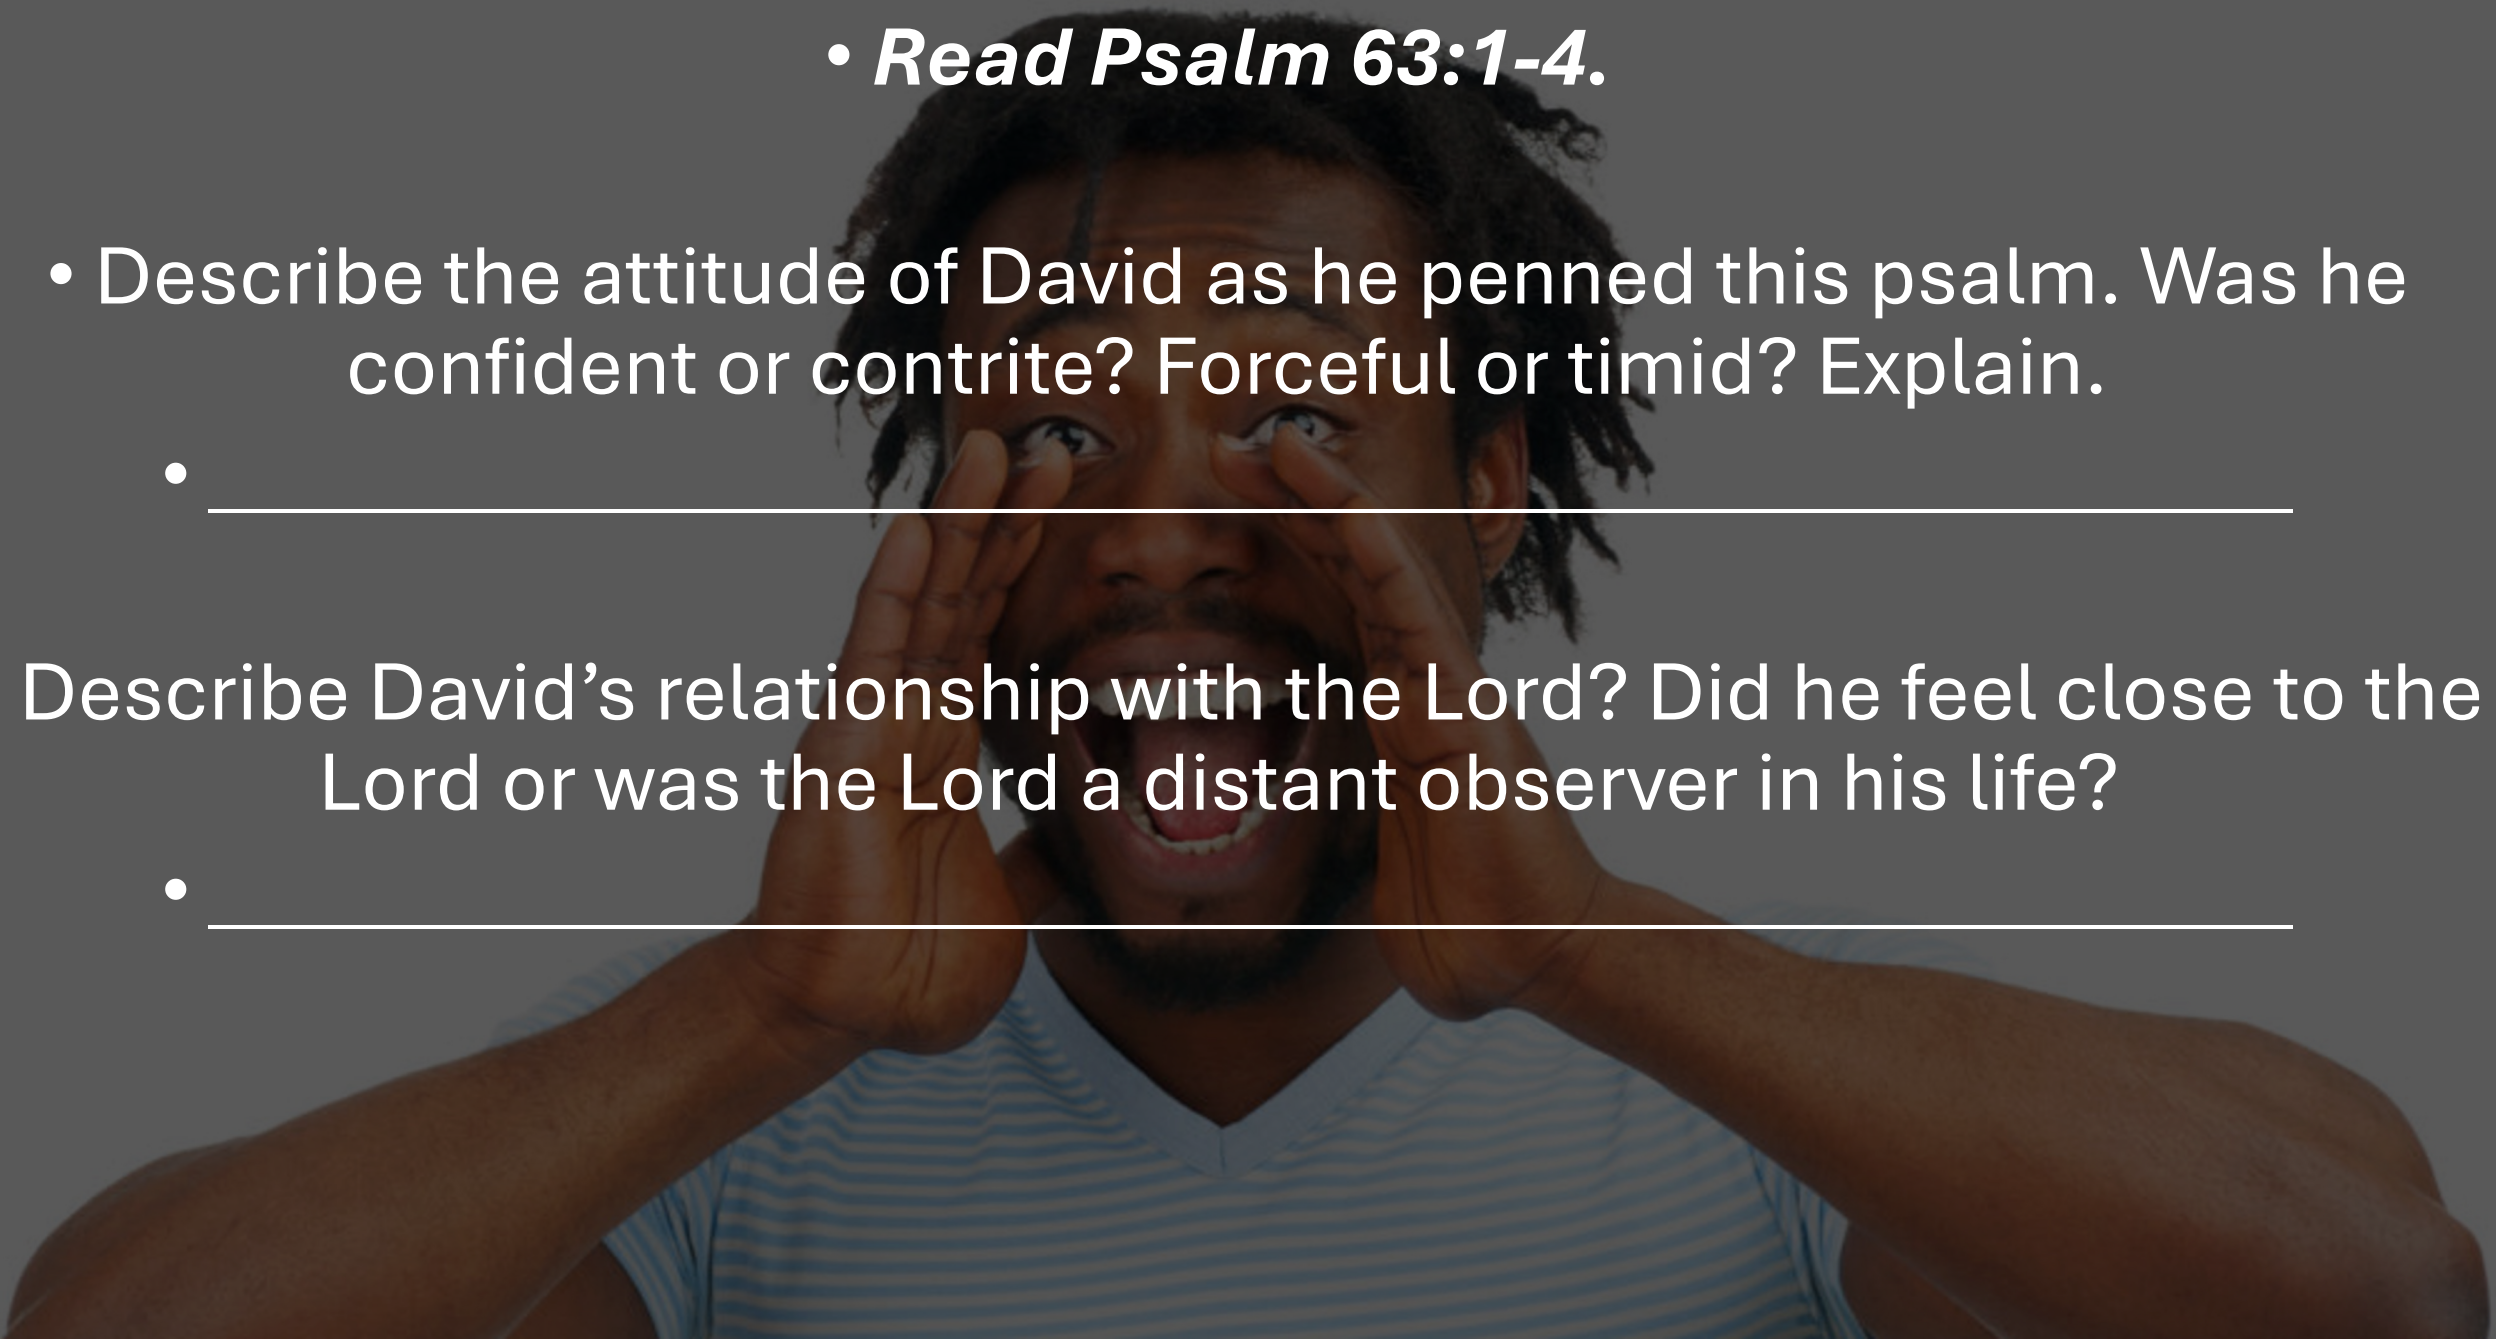 • Read Psalm 63:1-4.
• Describe the attitude of David as he penned this psalm. Was he
confident or contrite? Forceful or timid? Explain.
•
Describe David’s relationship with the Lord? Did he feel close to the
Lord or was the Lord a distant observer in his life?
•